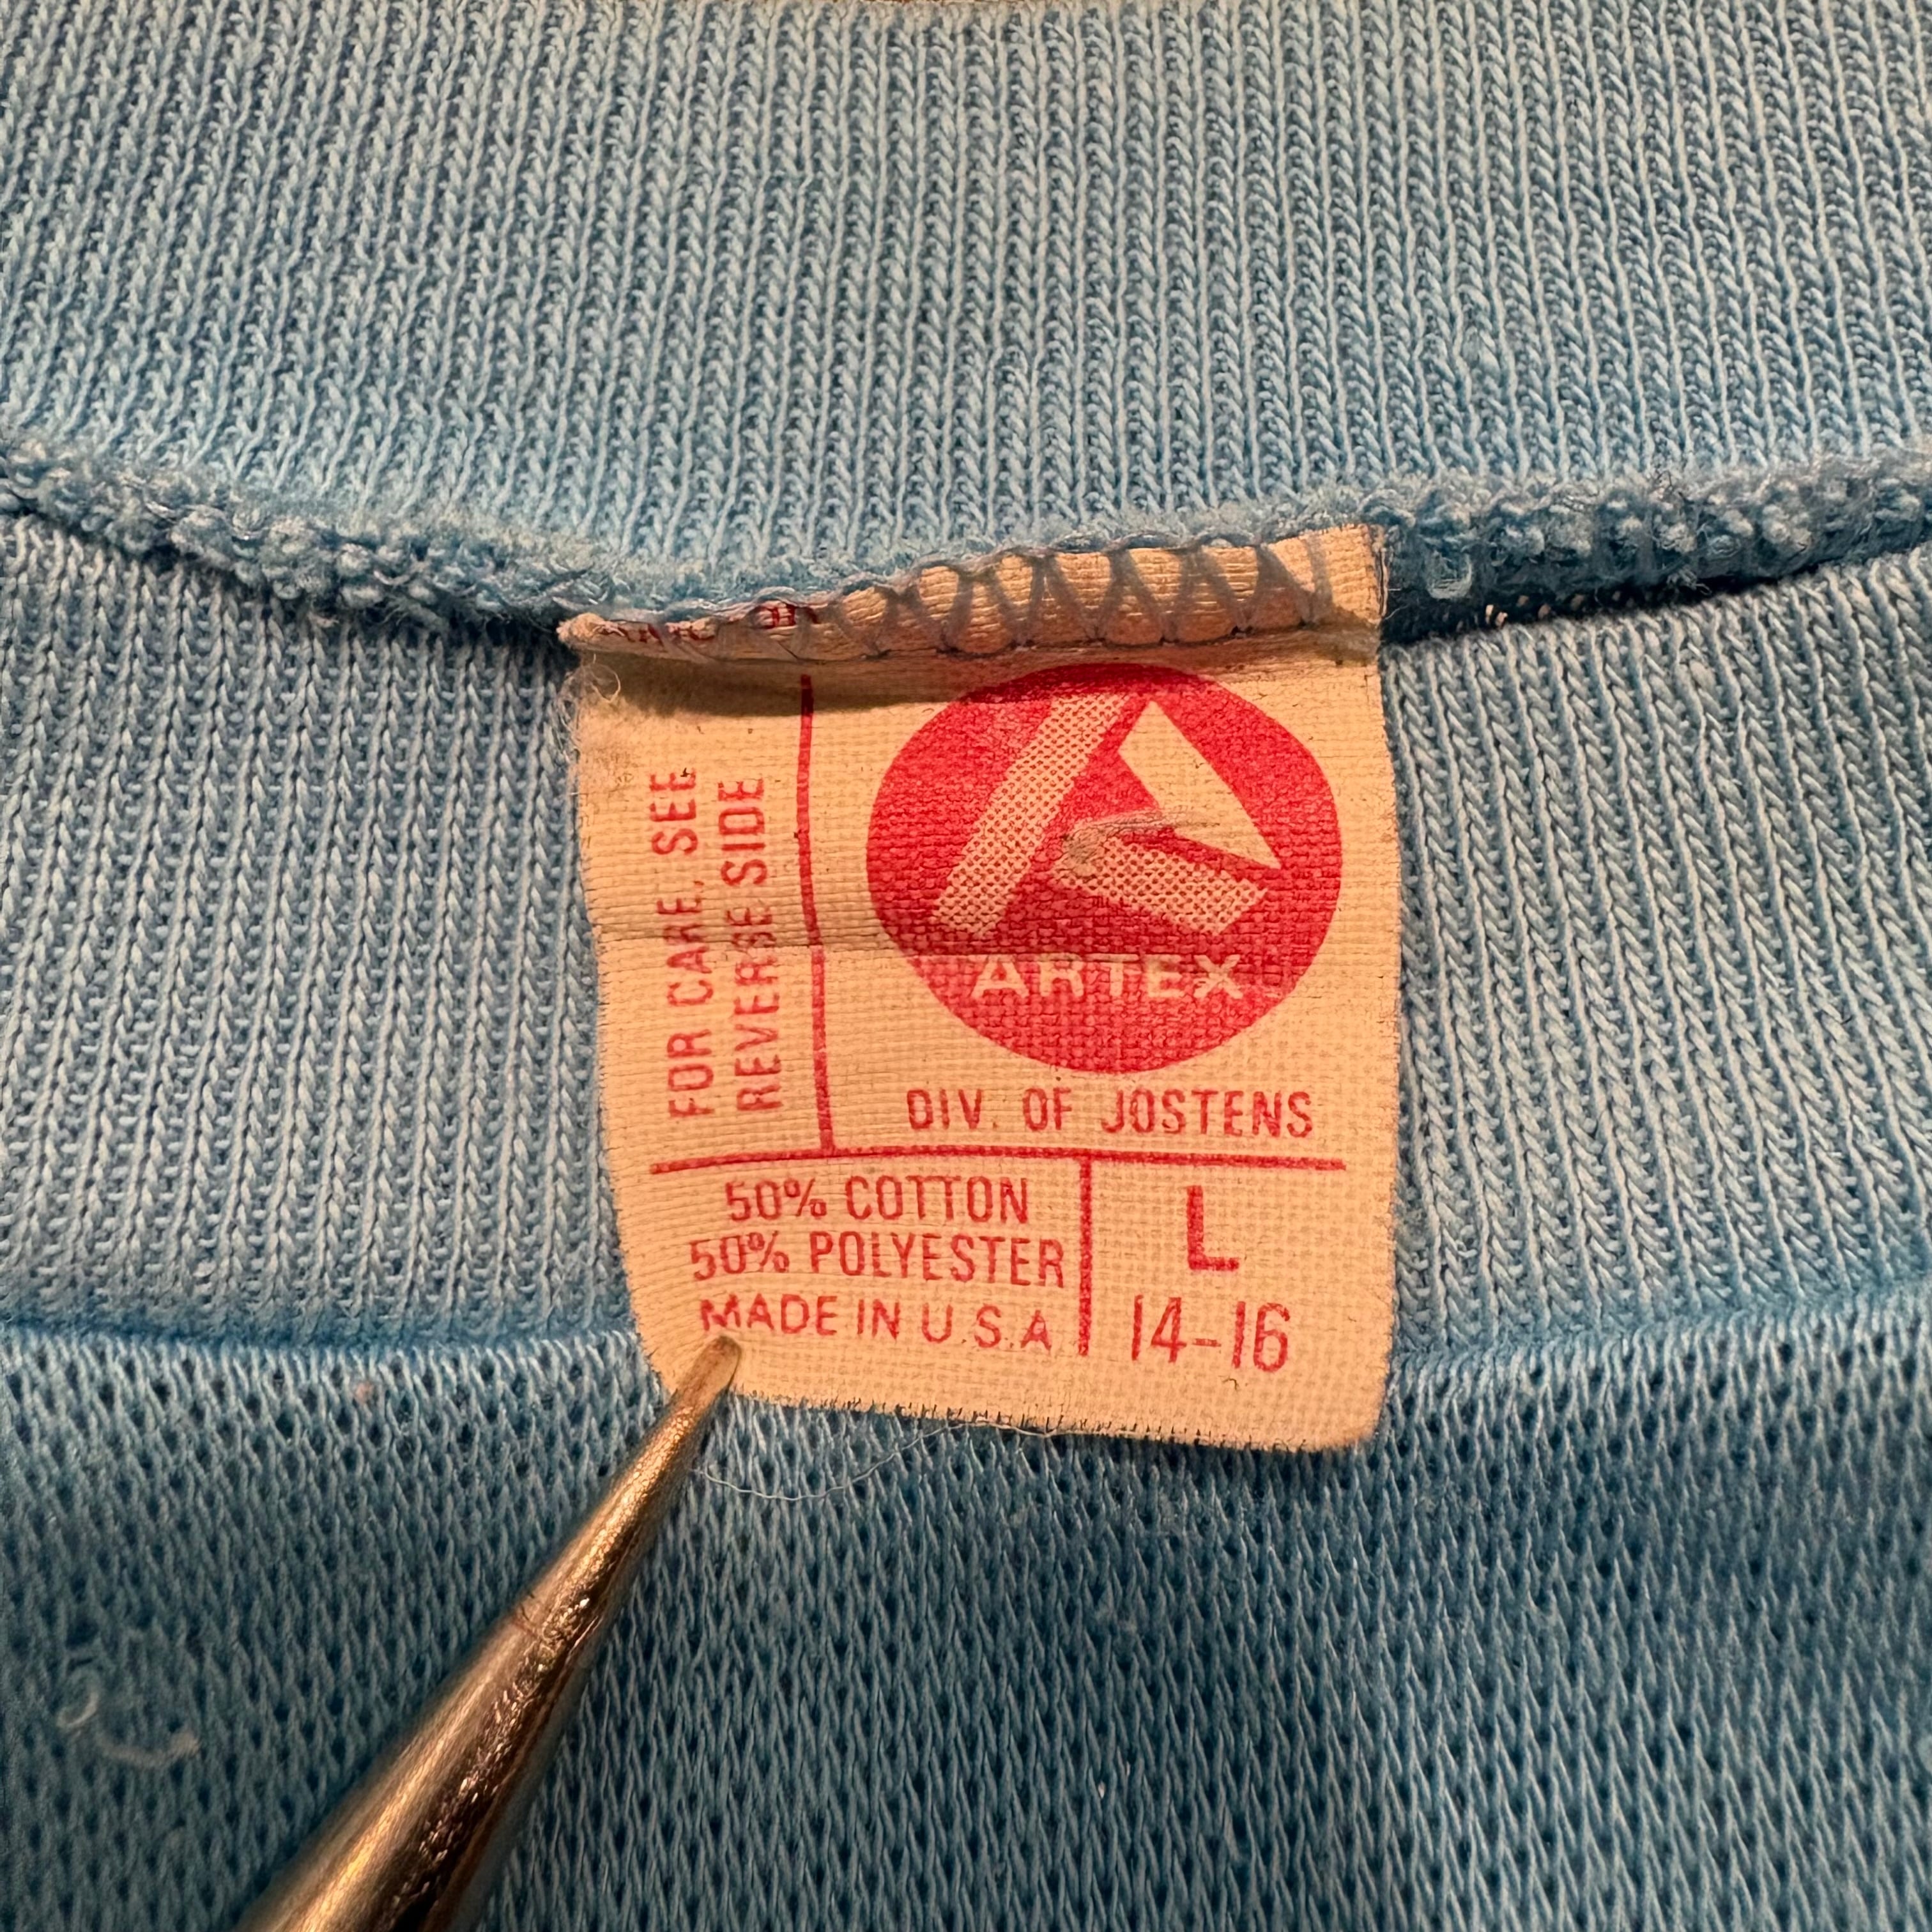 FOR CARE, SEE
REVERSE SIDE
ARTEX
DIV. OF JOSTENS
50% COTTON
50% POLYESTER
MADE IN U.S.A
L
14-16